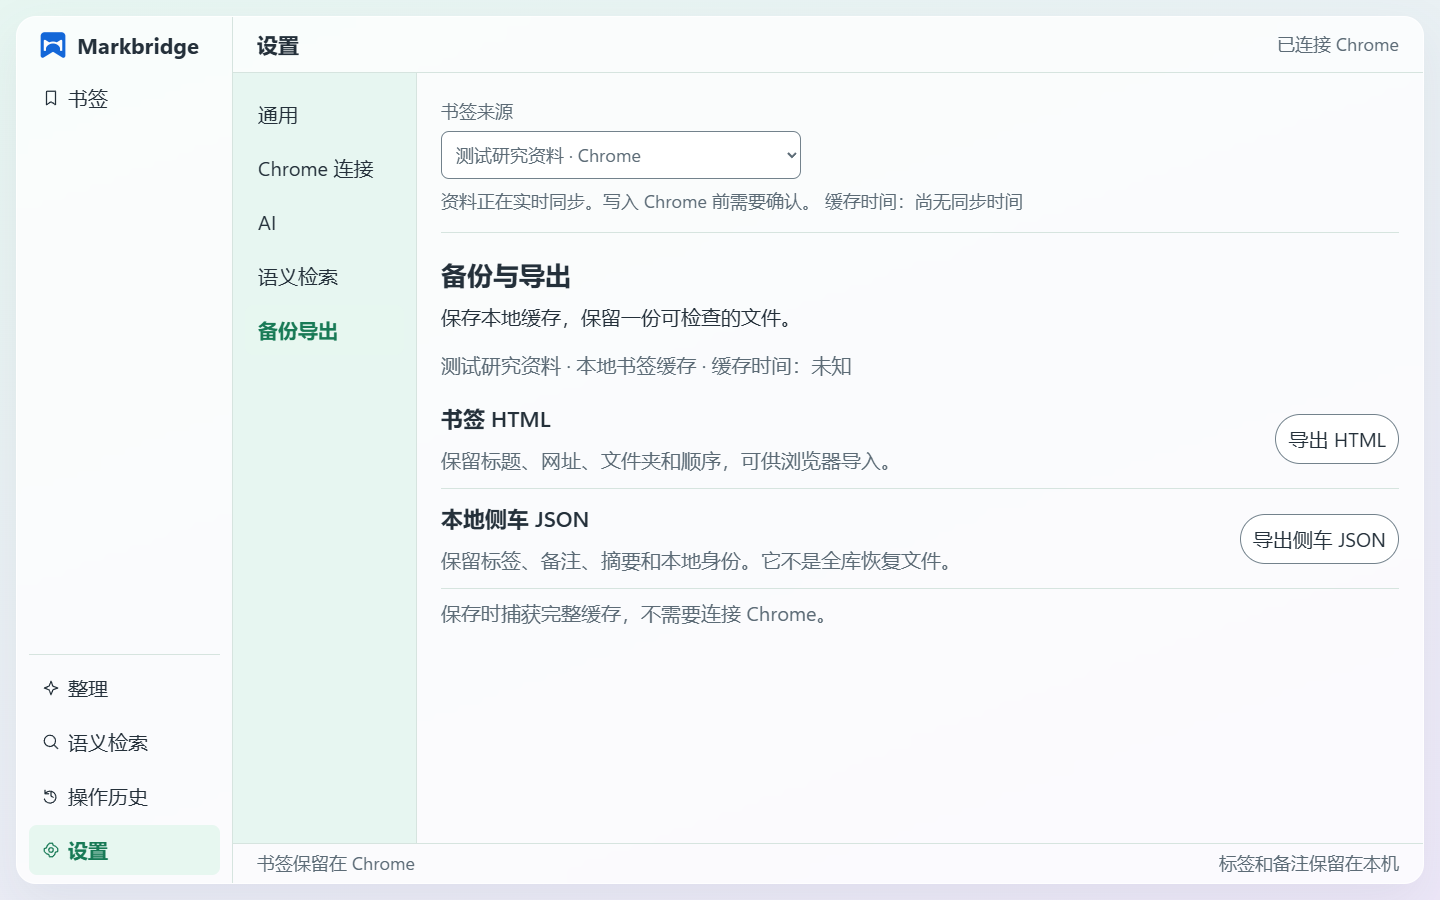 Markbridge
书签
整理
语义检索
操作历史
设置
设置
已连接 Chrome
通用
Chrome 连接
AI
语义检索
备份导出
书签来源
测试研究资料 · Chrome
资料正在实时同步。写入 Chrome 前需要确认。 缓存时间：尚无同步时间
备份与导出
保存本地缓存，保留一份可检查的文件。
测试研究资料 · 本地书签缓存 · 缓存时间：未知
书签 HTML
保留标题、网址、文件夹和顺序，可供浏览器导入。
导出 HTML
本地侧车 JSON
保留标签、备注、摘要和本地身份。它不是全库恢复文件。
导出侧车 JSON
保存时捕获完整缓存，不需要连接 Chrome。
书签保留在 Chrome
标签和备注保留在本机